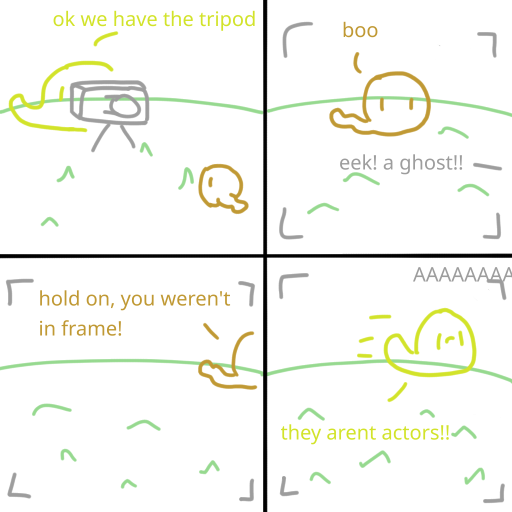 ok we have the tripod
boo
eek! a ghost!!
hold on, you weren't
in frame!
AAAAAAAA
they arent actors!!